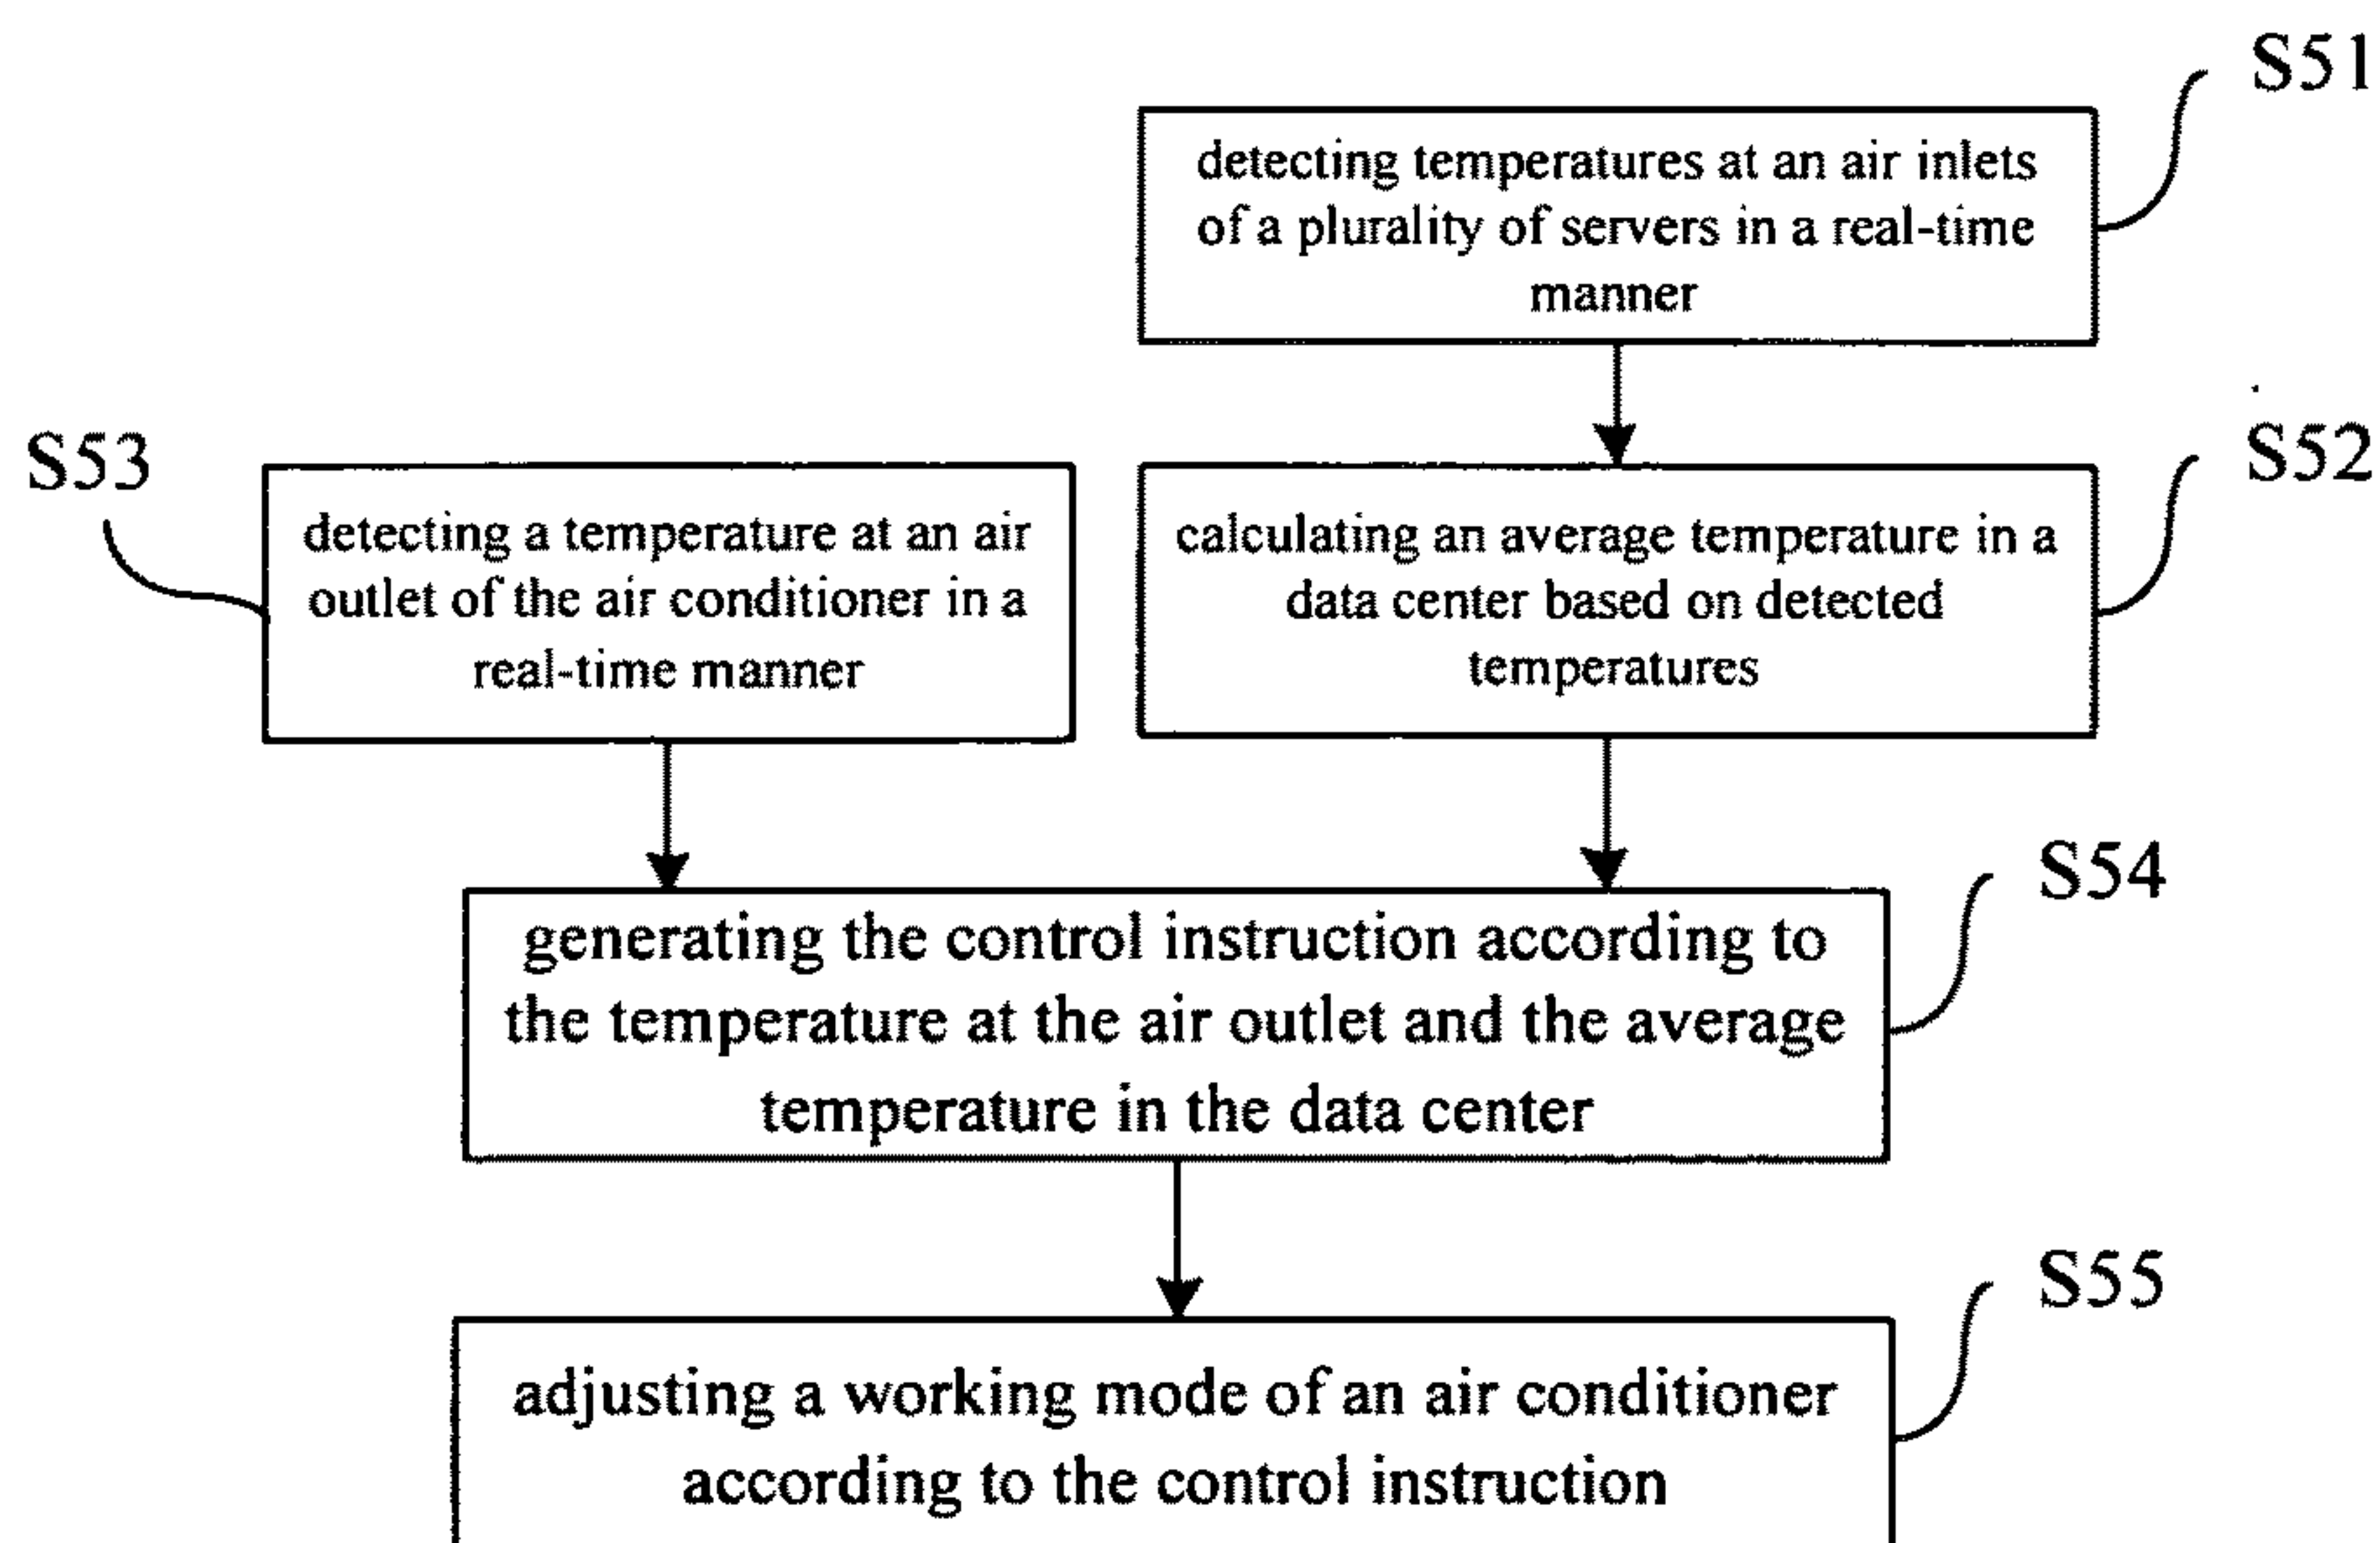 S51
detecting temperatures at an air inlets
of a plurality of servers in a real-time
manner
S53
S52
detecting a temperature at an air
outlet of the air conditioner in a
real-time manner
calculating an average temperature in a
data center based on detected
temperatures
S54
generating the control instruction according to
the temperature at the air outlet and the average
temperature in the data center
S55
adjusting a working mode of an air conditioner
according to the control instruction